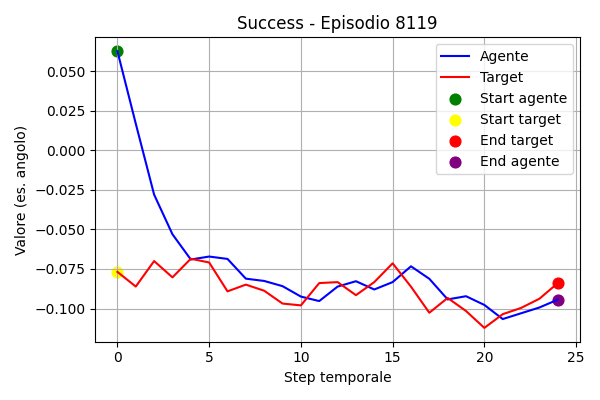 Success - Episodio 8119
Valore (es. angolo)
0.050
0.025
0.000
−0.025
−0.050
−0.075
−0.100
Agente
Target
Start agente
Start target
End target
End agente
0 5 10 15 20 25
Step temporale